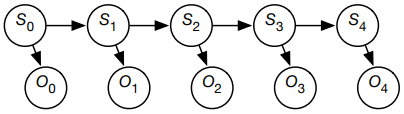 S₀ S₁ S₂ S₃ S₄
O₀ O₁ O₂ O₃ O₄